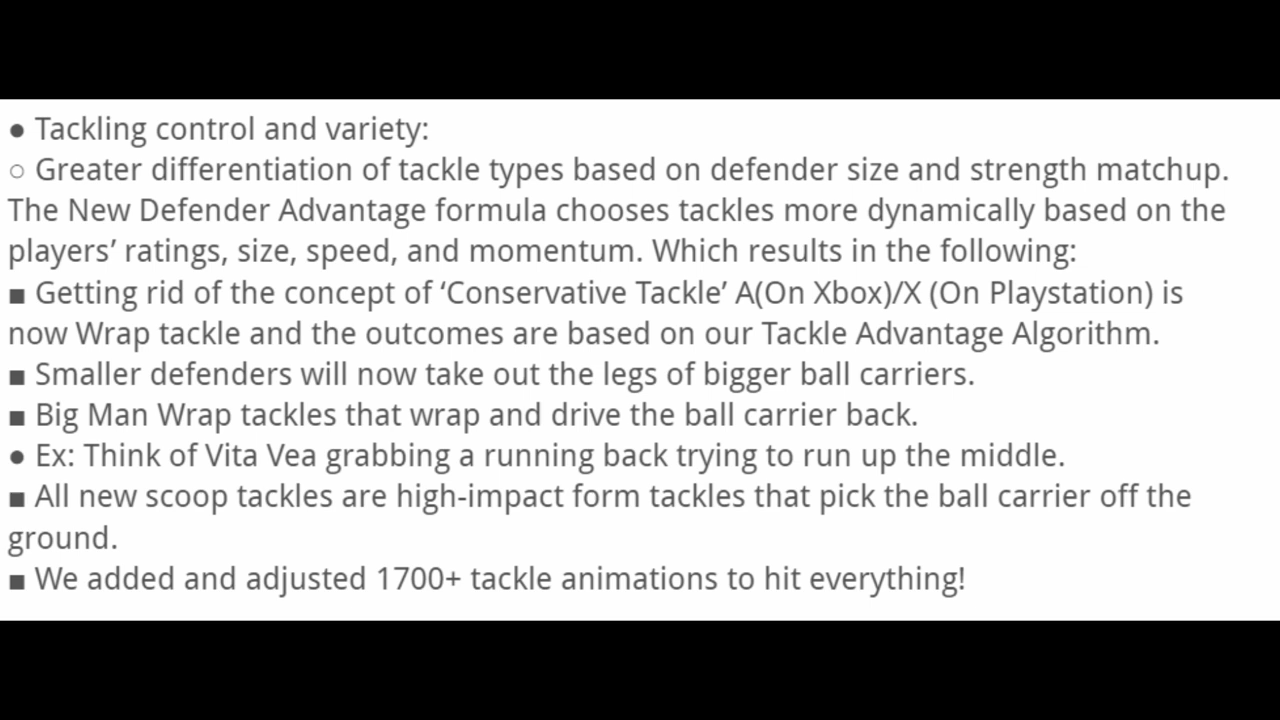 ● Tackling control and variety:
○ Greater differentiation of tackle types based on defender size and strength matchup.
The New Defender Advantage formula chooses tackles more dynamically based on the
players’ ratings, size, speed, and momentum. Which results in the following:
■ Getting rid of the concept of ‘Conservative Tackle’ A(On Xbox)/X (On Playstation) is
now Wrap tackle and the outcomes are based on our Tackle Advantage Algorithm.
■ Smaller defenders will now take out the legs of bigger ball carriers.
■ Big Man Wrap tackles that wrap and drive the ball carrier back.
● Ex: Think of Vita Vea grabbing a running back trying to run up the middle.
■ All new scoop tackles are high-impact form tackles that pick the ball carrier off the
ground.
■ We added and adjusted 1700+ tackle animations to hit everything!